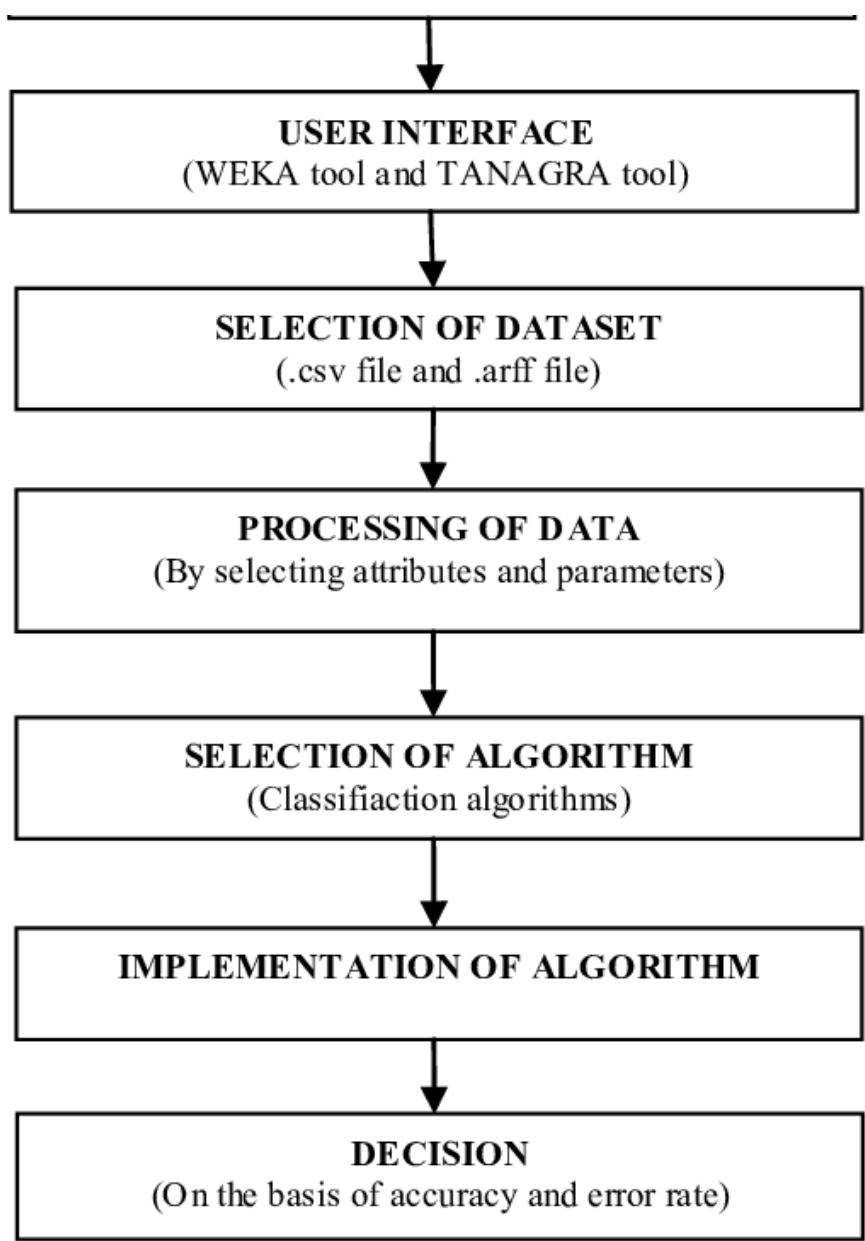 USER INTERFACE
(WEKA tool and TANAGRA tool)
SELECTION OF DATASET
(.csv file and .arff file)
PROCESSING OF DATA
(By selecting attributes and parameters)
SELECTION OF ALGORITHM
(Classifiaction algorithms)
IMPLEMENTATION OF ALGORITHM
DECISION
(On the basis of accuracy and error rate)